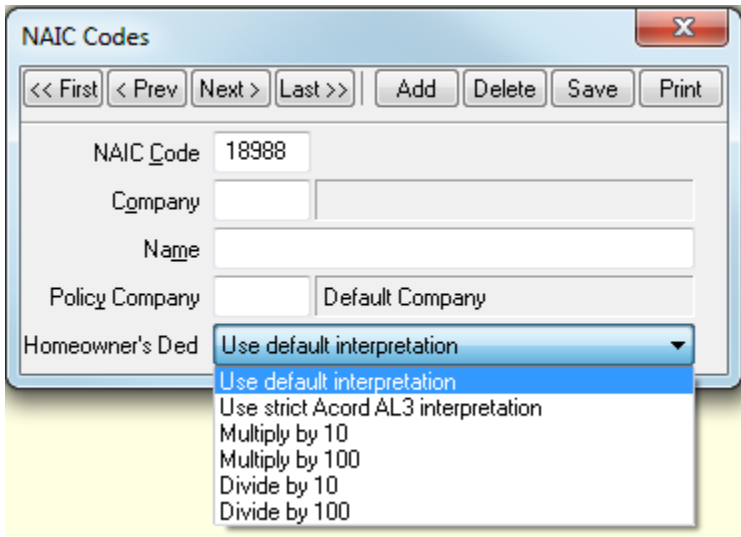 NAIC Codes
x
<< First < Prev Next > Last >> Add Delete Save Print
NAIC Code 18988
Company
Name
Policy Company Default Company
Homeowner's Ded Use default interpretation
Use default interpretation
Use strict Acord AL3 interpretation
Multiply by 10
Multiply by 100
Divide by 10
Divide by 100